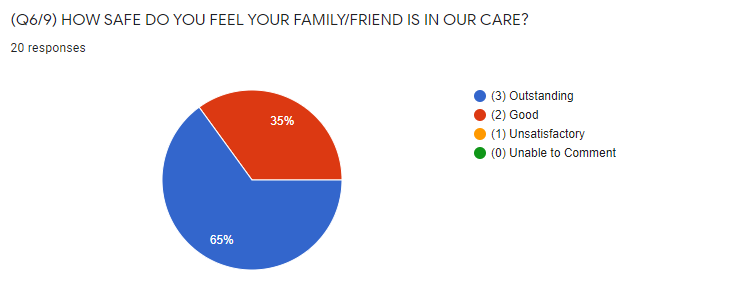 (Q6/9) HOW SAFE DO YOU FEEL YOUR FAMILY/FRIEND IS IN OUR CARE?
20 responses
(3) Outstanding
(2) Good
(1) Unsatisfactory
(0) Unable to Comment
35%
65%